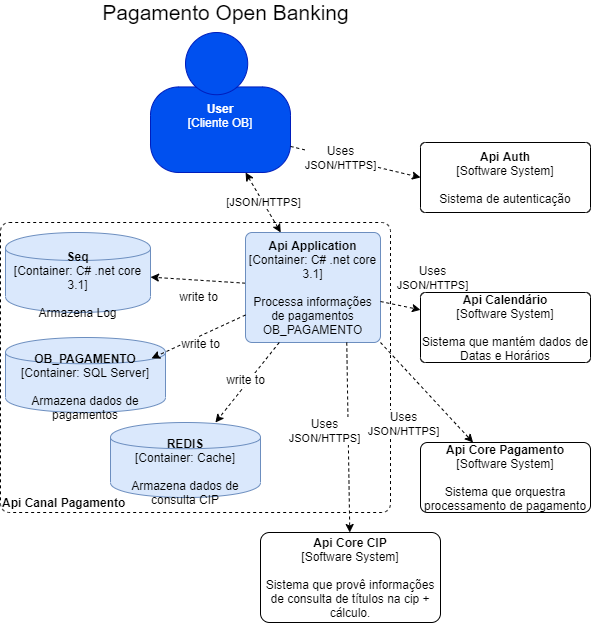 Pagamento Open Banking
User
[Cliente OB]
Uses
JSON/HTTPS]
Api Auth
[Software System]
Sistema de autenticação
[JSON/HTTPS]
Seq
[Container: C# .net core
3.1]
Armazena Log
Api Application
[Container: C# .net core
3.1]
Processa informações
de pagamentos
OB_PAGAMENTO
write to
Uses
JSON/HTTPS]
Api Calendário
[Software System]
Sistema que mantém dados de
Datas e Horários
OB_PAGAMENTO
[Container: SQL Server]
Armazena dados de
pagamentos
write to
write to
REDIS
[Container: Cache]
Armazena dados de
consulta CIP
Api Canal Pagamento
Uses
JSON/HTTPS]
Uses
JSON/HTTPS]
Api Core Pagamento
[Software System]
Sistema que orquestra
processamento de pagamento
Api Core CIP
[Software System]
Sistema que provê informações
de consulta de títulos na cip +
cálculo.